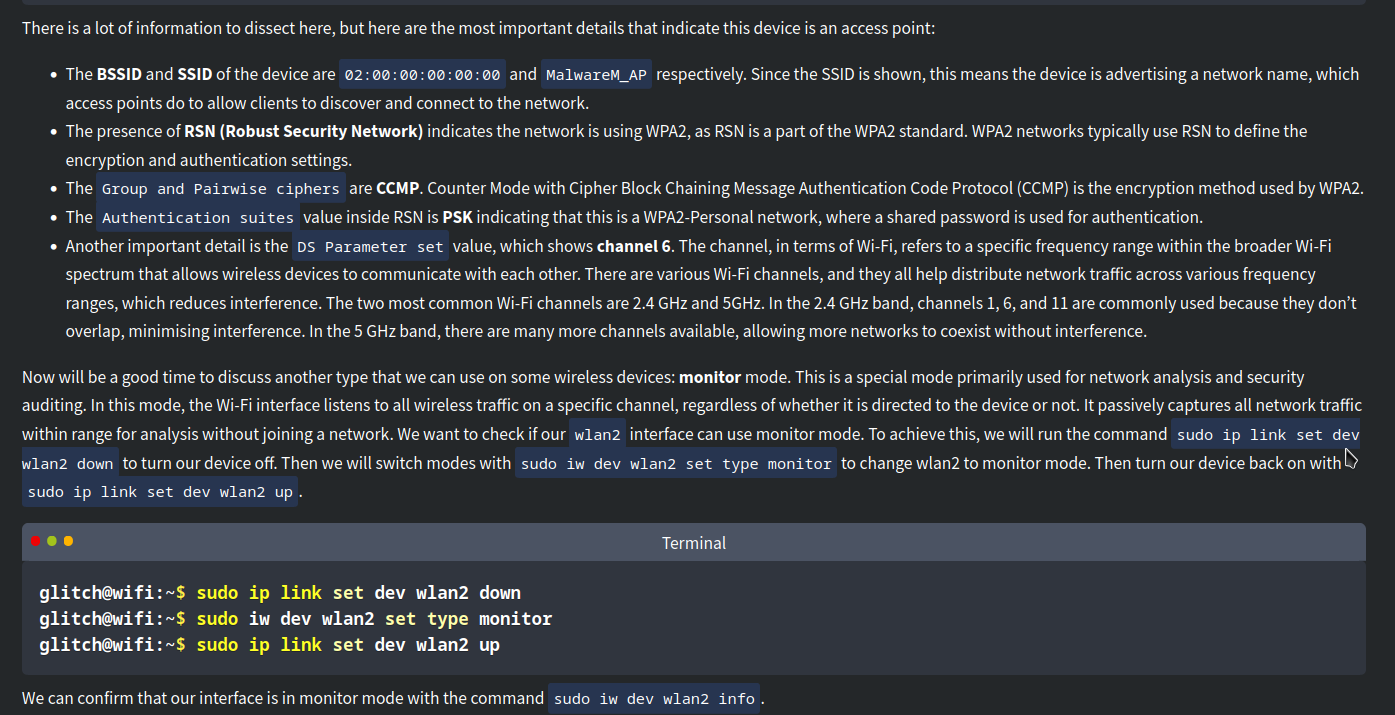 There is a lot of information to dissect here, but here are the most important details that indicate this device is an access point:
• The BSSID and SSID of the device are 02:00:00:00:00:00 and MalwareM_AP respectively. Since the SSID is shown, this means the device is advertising a network name, which
access points do to allow clients to discover and connect to the network.
• The presence of RSN (Robust Security Network) indicates the network is using WPA2, as RSN is a part of the WPA2 standard. WPA2 networks typically use RSN to define the
encryption and authentication settings.
• The Group and Pairwise ciphers are CCMP. Counter Mode with Cipher Block Chaining Message Authentication Code Protocol (CCMP) is the encryption method used by WPA2.
• The Authentication suites value inside RSN is PSK indicating that this is a WPA2-Personal network, where a shared password is used for authentication.
• Another important detail is the DS Parameter set value, which shows channel 6. The channel, in terms of Wi-Fi, refers to a specific frequency range within the broader Wi-Fi
spectrum that allows wireless devices to communicate with each other. There are various Wi-Fi channels, and they all help distribute network traffic across various frequency
ranges, which reduces interference. The two most common Wi-Fi channels are 2.4 GHz and 5GHz. In the 2.4 GHz band, channels 1, 6, and 11 are commonly used because they don’t
overlap, minimising interference. In the 5 GHz band, there are many more channels available, allowing more networks to coexist without interference.
Now will be a good time to discuss another type that we can use on some wireless devices: monitor mode. This is a special mode primarily used for network analysis and security
auditing. In this mode, the Wi-Fi interface listens to all wireless traffic on a specific channel, regardless of whether it is directed to the device or not. It passively captures all network traffic
within range for analysis without joining a network. We want to check if our wlan2 interface can use monitor mode. To achieve this, we will run the command sudo ip link set dev
wlan2 down to turn our device off. Then we will switch modes with sudo iw dev wlan2 set type monitor to change wlan2 to monitor mode. Then turn our device back on with
sudo ip link set dev wlan2 up.
Terminal
glitch@wifi:~$ sudo ip link set dev wlan2 down
glitch@wifi:~$ sudo iw dev wlan2 set type monitor
glitch@wifi:~$ sudo ip link set dev wlan2 up
We can confirm that our interface is in monitor mode with the command sudo iw dev wlan2 info.